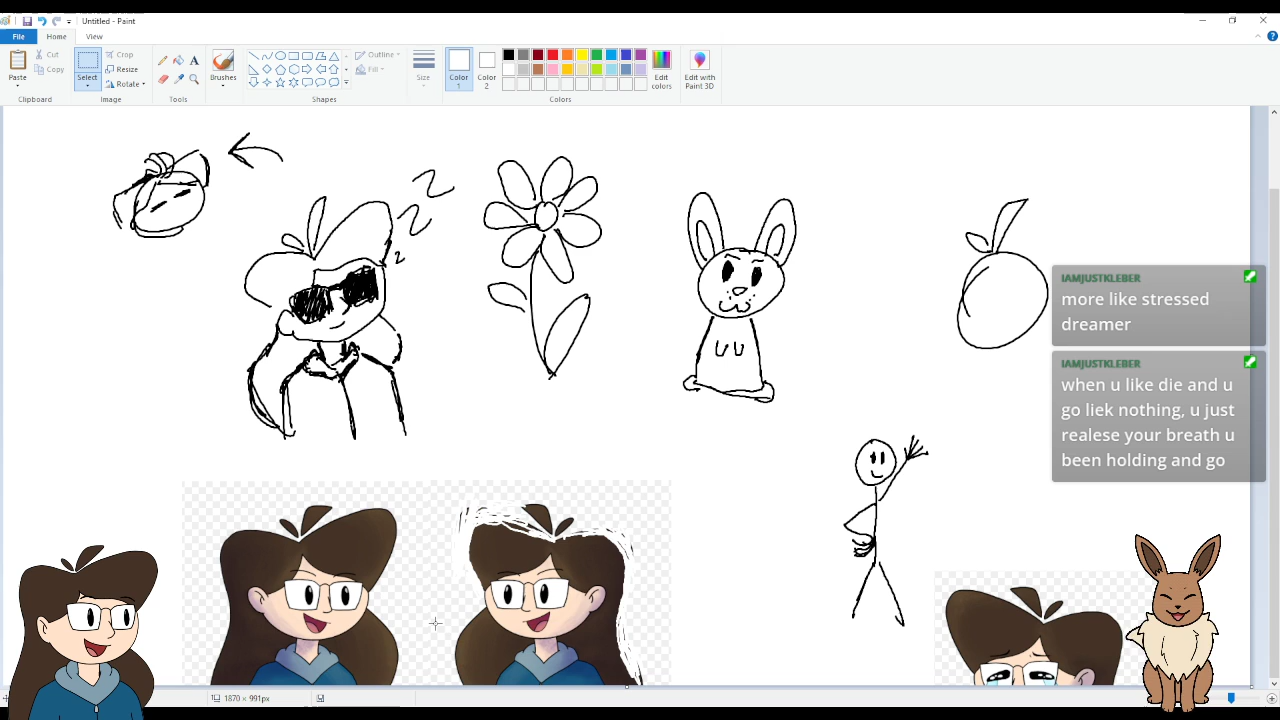 Untitled - Paint
File
Home
View
Paste
Cut
Copy
Clipboard
Select
Crop
Resize
Rotate
Image
Tools
Brushes
Shapes
Outline
Fill
Size
Color 1
Color 2
Edit colors
Colors
Edit with Paint 3D
z
z
z
IAMJUSTKLEBER
more like stressed
dreamer
IAMJUSTKLEBER
when u like die and u
go liek nothing, u just
realese your breath u
been holding and go
1870 × 991px